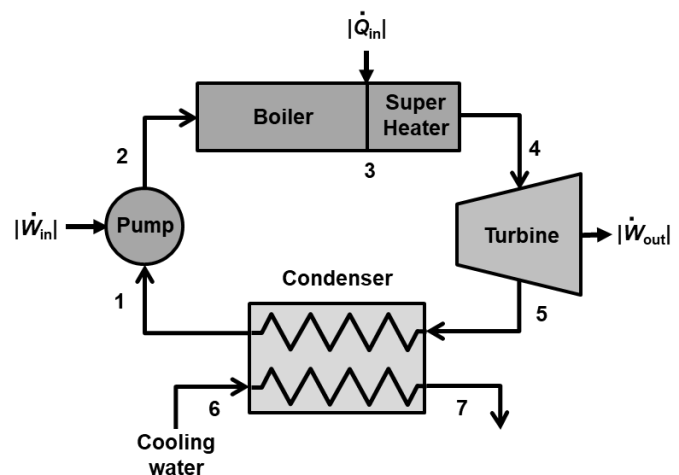 |Q̇in|
Boiler
Super
Heater
2
3
4
|Ẇin|
Pump
Turbine
|Ẇout|
Condenser
1
5
6
7
Cooling
water